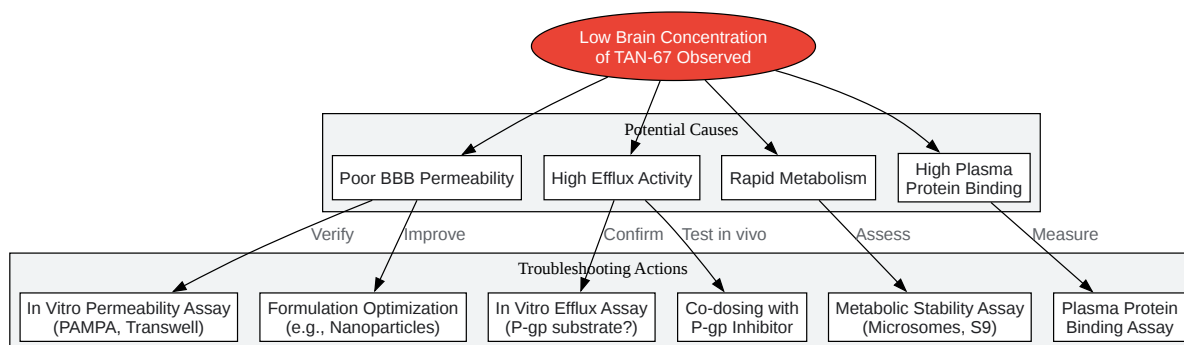 Low Brain Concentration
of TAN-67 Observed
Potential Causes
Poor BBB Permeability
High Efflux Activity
Rapid Metabolism
High Plasma
Protein Binding
Verify
Improve
Confirm
Test in vivo
Assess
Measure
Troubleshooting Actions
In Vitro Permeability Assay
(PAMPA, Transwell)
Formulation Optimization
(e.g., Nanoparticles)
In Vitro Efflux Assay
(P-gp substrate?)
Co-dosing with
P-gp Inhibitor
Metabolic Stability Assay
(Microsomes, S9)
Plasma Protein
Binding Assay